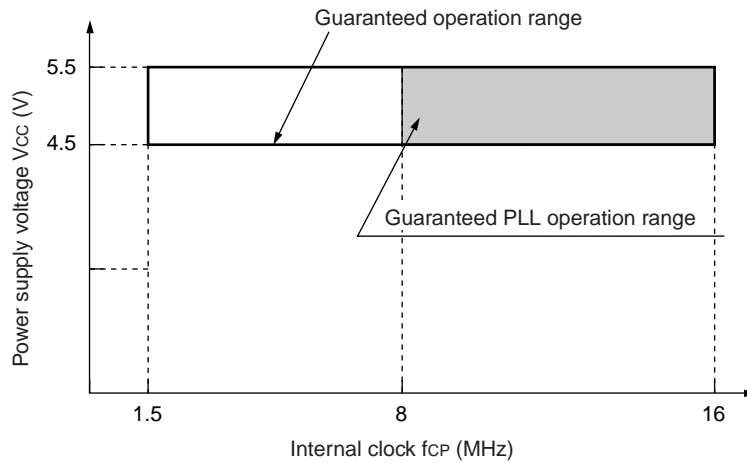 Guaranteed operation range
5.5
4.5
Power supply voltage VCC (V)
Guaranteed PLL operation range
1.5
8
16
Internal clock fCP (MHz)